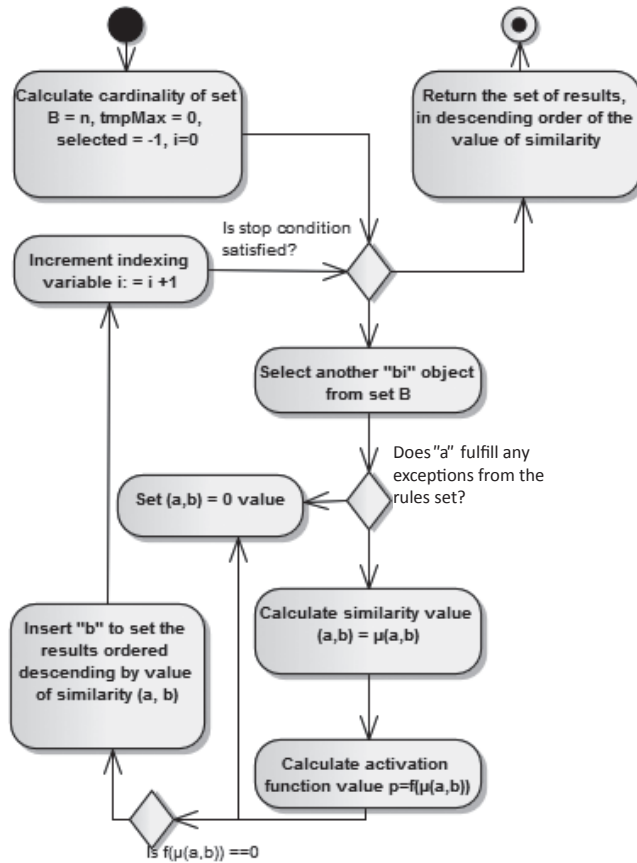 Calculate cardinality of set
B = n, tmpMax = 0,
selected = -1, i=0
Return the set of results,
in descending order of the
value of similarity
Is stop condition
satisfied?
Increment indexing
variable i: = i +1
Select another "bi" object
from set B
Does "a" fulfill any
exceptions from the
rules set?
Set (a,b) = 0 value
Calculate similarity value
(a,b) = μ(a,b)
Insert "b" to set the
results ordered
descending by value
of similarity (a, b)
Calculate activation
function value p=f(μ(a,b))
Is f(μ(a,b)) ==0